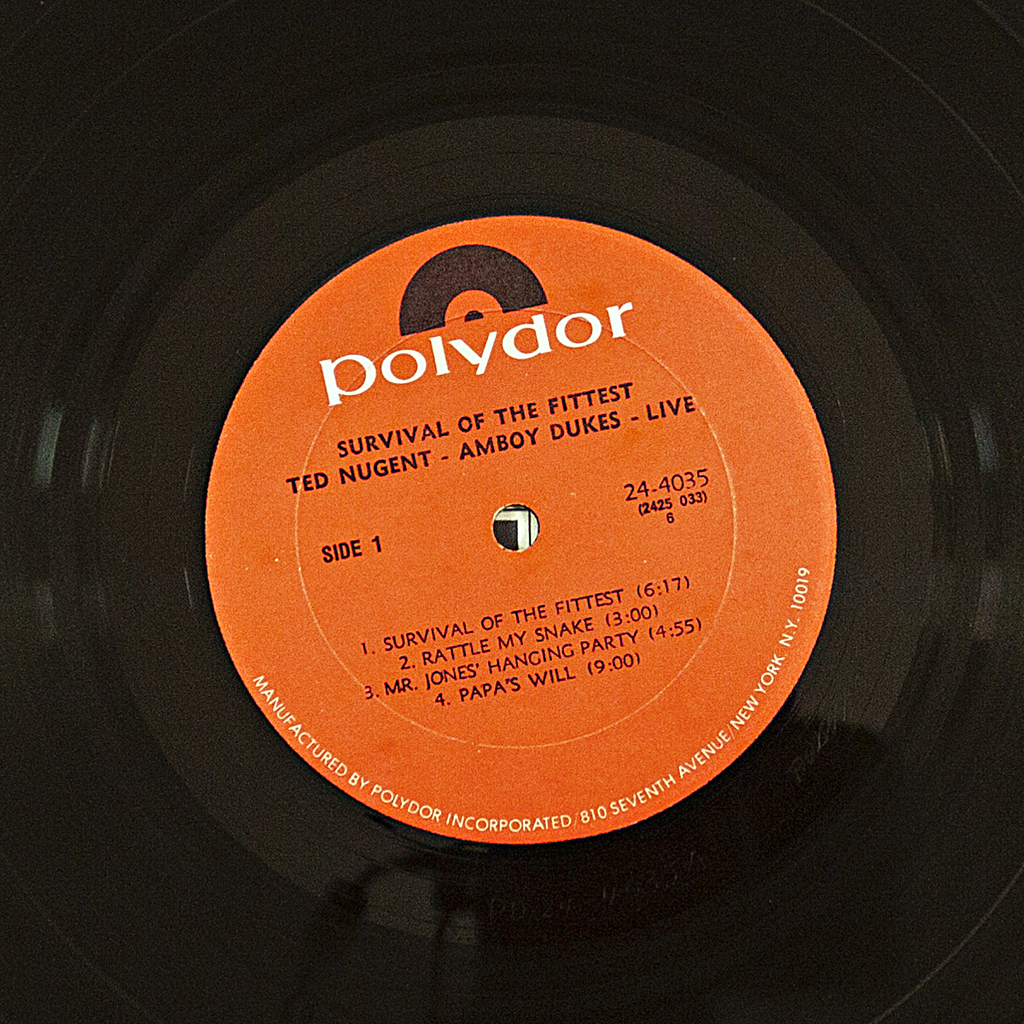 polydor
SURVIVAL OF THE FITTEST
TED NUGENT - AMBOY DUKES - LIVE
24-4035
(2425 033)
6
SIDE 1
1. SURVIVAL OF THE FITTEST (6:17)
2. RATTLE MY SNAKE (3:00)
3. MR. JONES' HANGING PARTY (4:55)
4. PAPA'S WILL (9:00)
MANUFACTURED BY POLYDOR INCORPORATED/810 SEVENTH AVENUE/NEW YORK N.Y. 10019